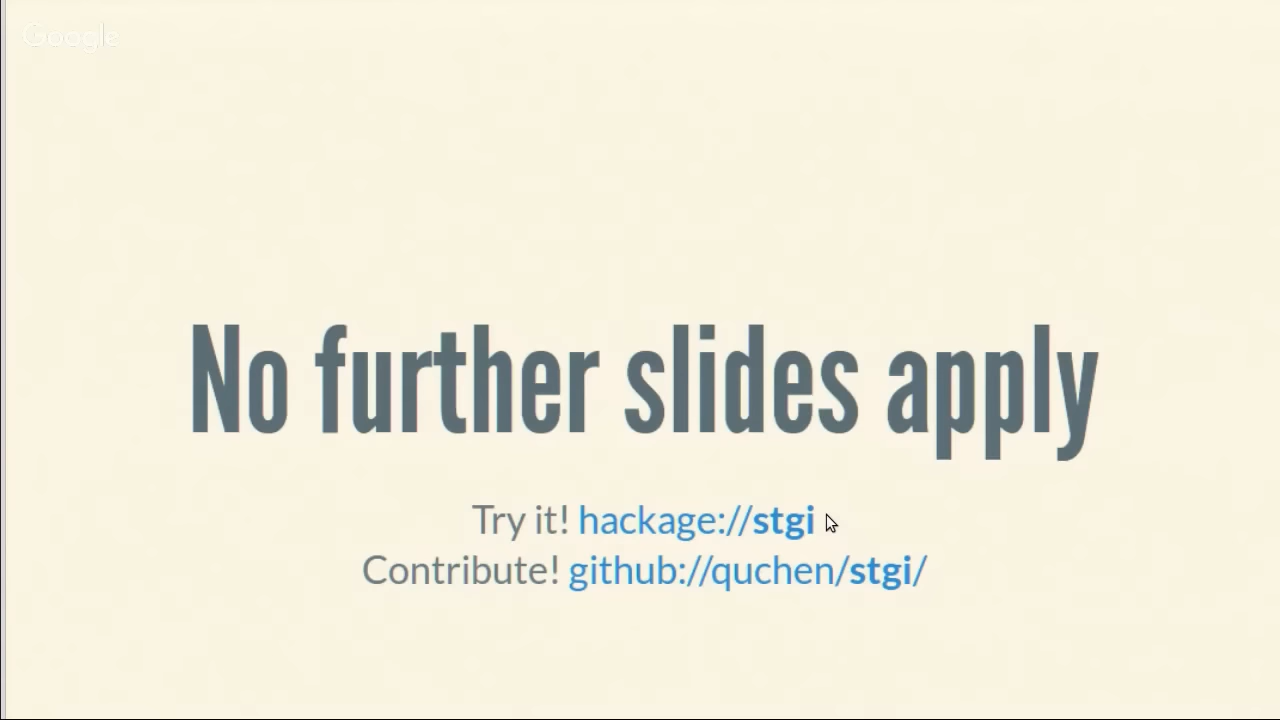 Google
No further slides apply
Try it! hackage://stgi
Contribute! github://quchen/stgi/